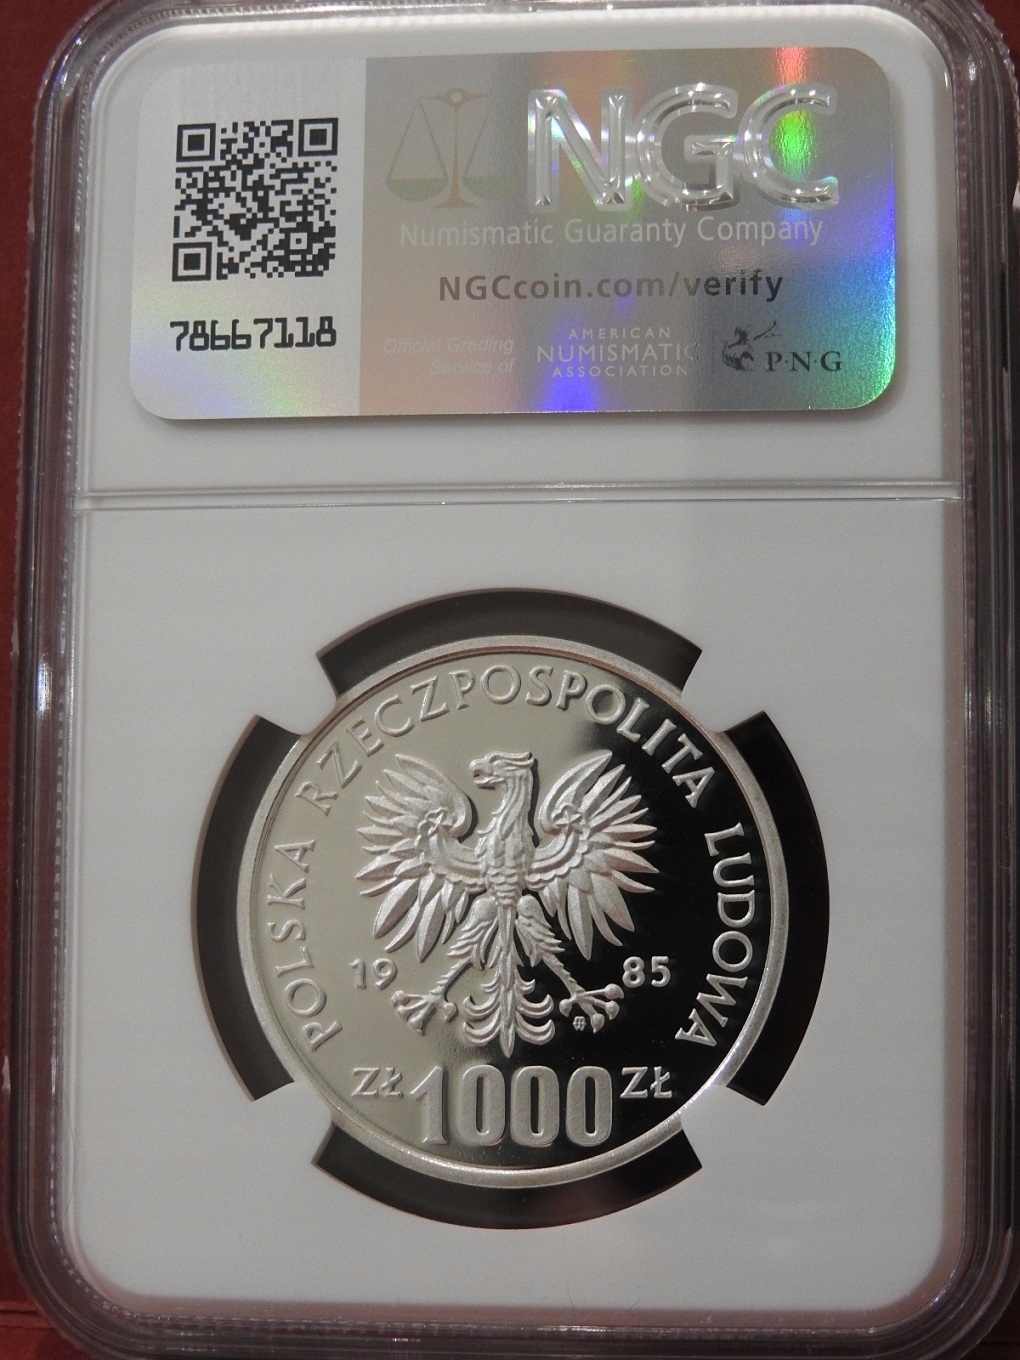 NGC
Numismatic Guaranty Company
NGCcoin.com/verify
78667118
Official Grading
Service of
AMERICAN
NUMISMATIC
ASSOCIATION
P·N·G
POLSKA RZECZPOSPOLITA LUDOWA
19 85
ZŁ 1000 ZŁ